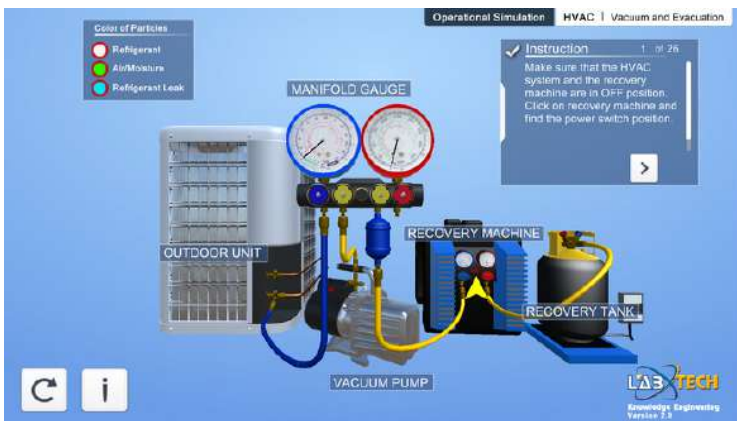 Operational Simulation HVAC | Vacuum and Evacuation
Color of Particles
Refrigerant
Air/Moisture
Refrigerant Leak
Instruction 1 of 26
Make sure that the HVAC
system and the recovery
machine are in OFF position.
Click on recovery machine and
find the power switch position.
>
MANIFOLD GAUGE
OUTDOOR UNIT
RECOVERY MACHINE
RECOVERY TANK
VACUUM PUMP
i
LABTECH
Knowledge Engineering